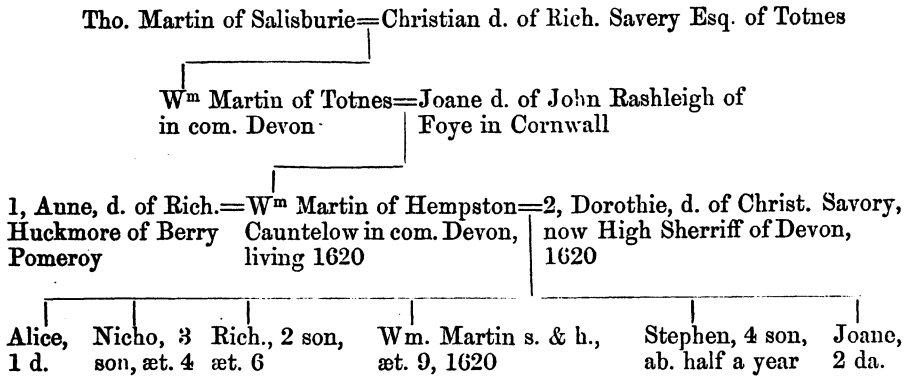 Tho. Martin of Salisburie=Christian d. of Rich. Savery Esq. of Totnes
Wᵐ Martin of Totnes=Joane d. of John Rashleigh of
in com. Devon Foye in Cornwall
1, Anne, d. of Rich.=Wᵐ Martin of Hempston=2, Dorothie, d. of Christ. Savory,
Huckmore of Berry Cauntelow in com. Devon, now High Sherriff of Devon,
Pomeroy living 1620 1620
Alice, Nicho, 3 Rich., 2 son, Wm. Martin s. & h., Stephen, 4 son, Joane,
1 d. son, æt. 4 æt. 6 æt. 9, 1620 ab. half a year 2 da.